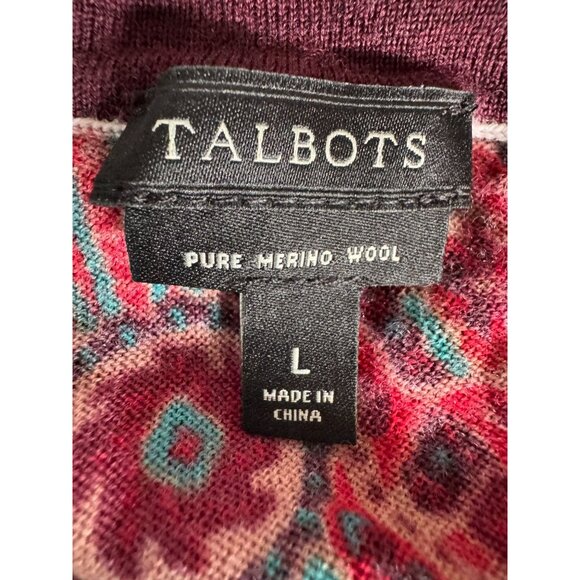 TALBOTS
PURE MERINO WOOL
L
MADE IN
CHINA